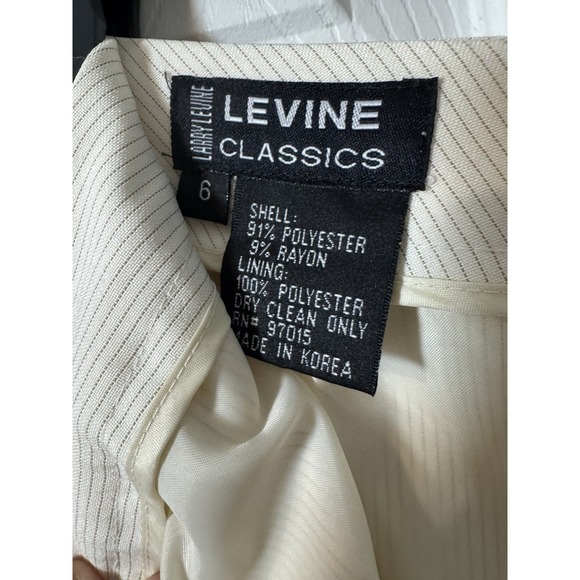 LARRY LEVINE
LEVINE
CLASSICS
6
SHELL:
91% POLYESTER
9% RAYON
LINING:
100% POLYESTER
DRY CLEAN ONLY
RN# 97015
MADE IN KOREA